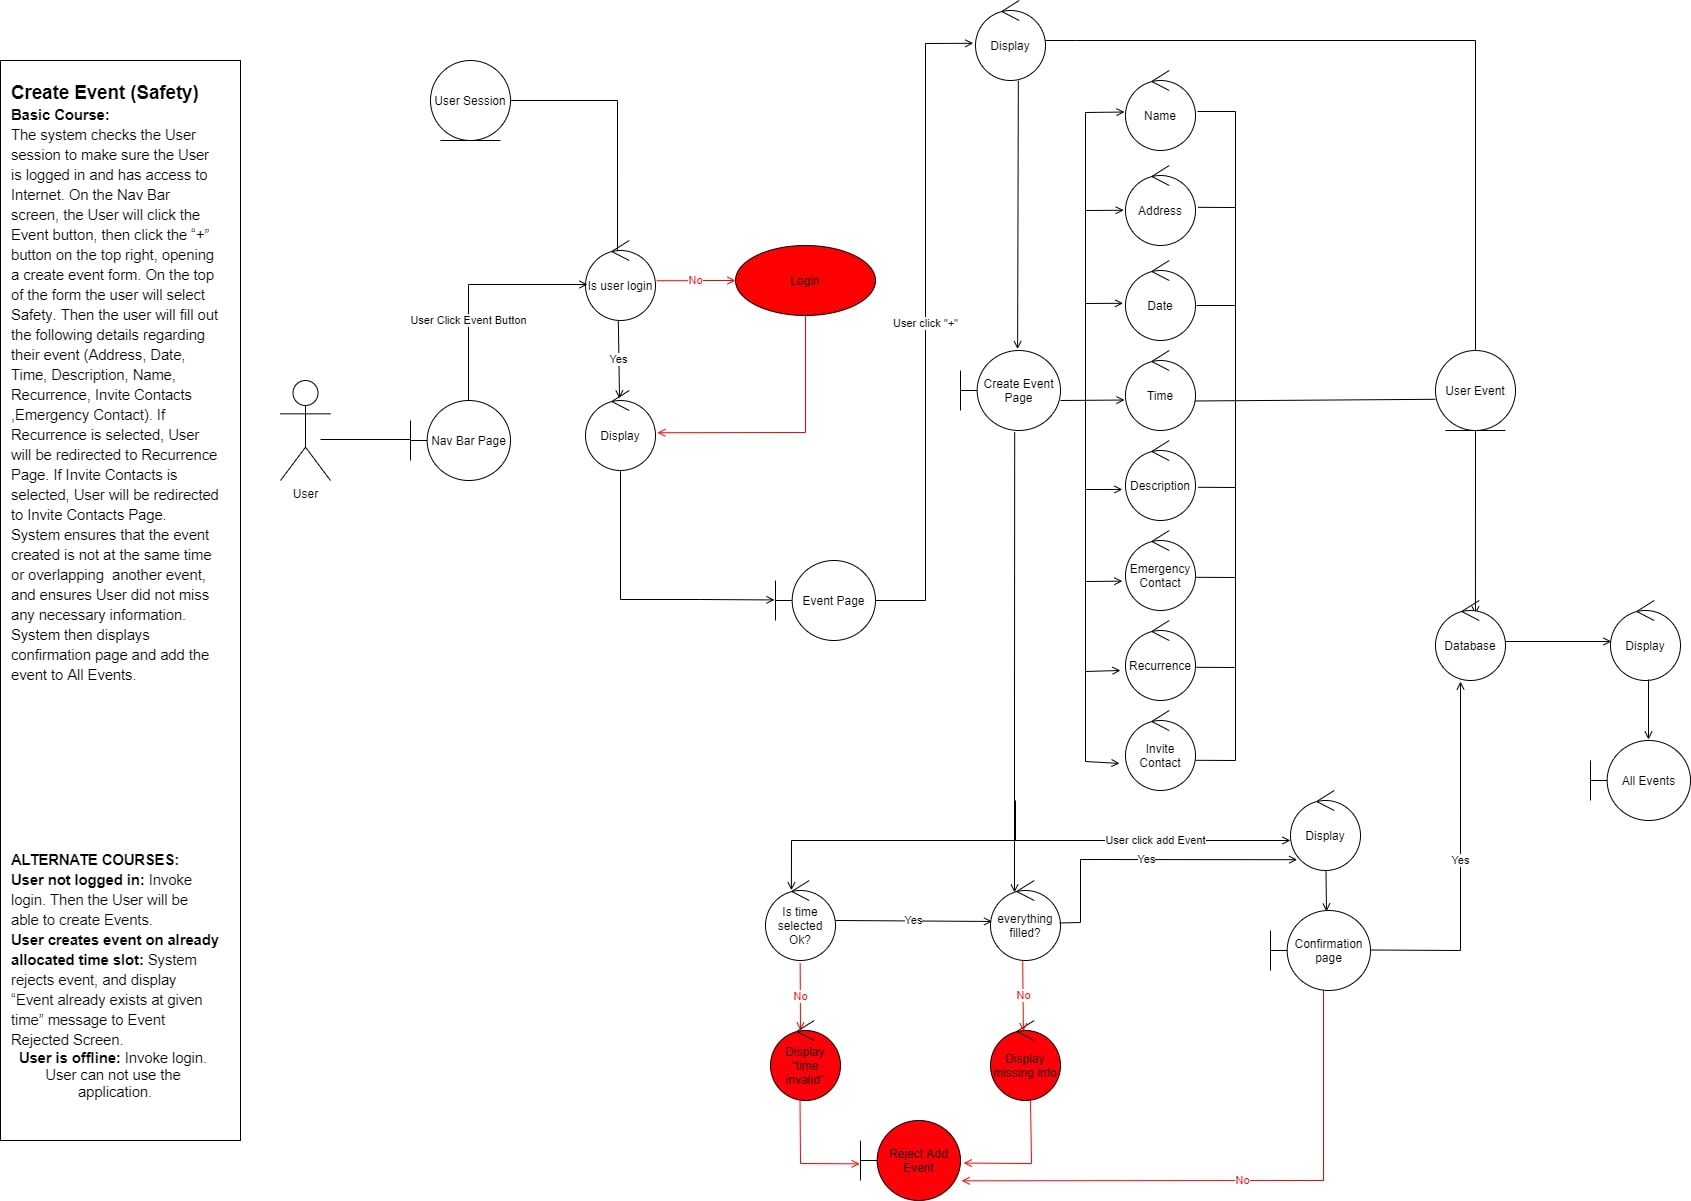 Create Event (Safety)
Basic Course:
The system checks the User
session to make sure the User
is logged in and has access to
Internet. On the Nav Bar
screen, the User will click the
Event button, then click the “+”
button on the top right, opening
a create event form. On the top
of the form the user will select
Safety. Then the user will fill out
the following details regarding
their event (Address, Date,
Time, Description, Name,
Recurrence, Invite Contacts
,Emergency Contact). If
Recurrence is selected, User
will be redirected to Recurrence
Page. If Invite Contacts is
selected, User will be redirected
to Invite Contacts Page.
System ensures that the event
created is not at the same time
or overlapping  another event,
and ensures User did not miss
any necessary information.
System then displays
confirmation page and add the
event to All Events.
ALTERNATE COURSES:
User not logged in: Invoke
login. Then the User will be
able to create Events.
User creates event on already
allocated time slot: System
rejects event, and display
“Event already exists at given
time” message to Event
Rejected Screen.
User is offline: Invoke login.
User can not use the
application.
User
Nav Bar Page
User Click Event Button
User Session
Is user login
No
Login
Yes
Display
Event Page
User click "+"
Display
Create Event
Page
Name
Address
Date
Time
Description
Emergency
Contact
Recurrence
Invite
Contact
User Event
Database
Display
All Events
User click add Event
Display
Yes
Is time
selected
Ok?
Yes
everything
filled?
Confirmation
page
Yes
No
No
Display
"time
invalid"
Display
missing info
Reject Add
Event
No